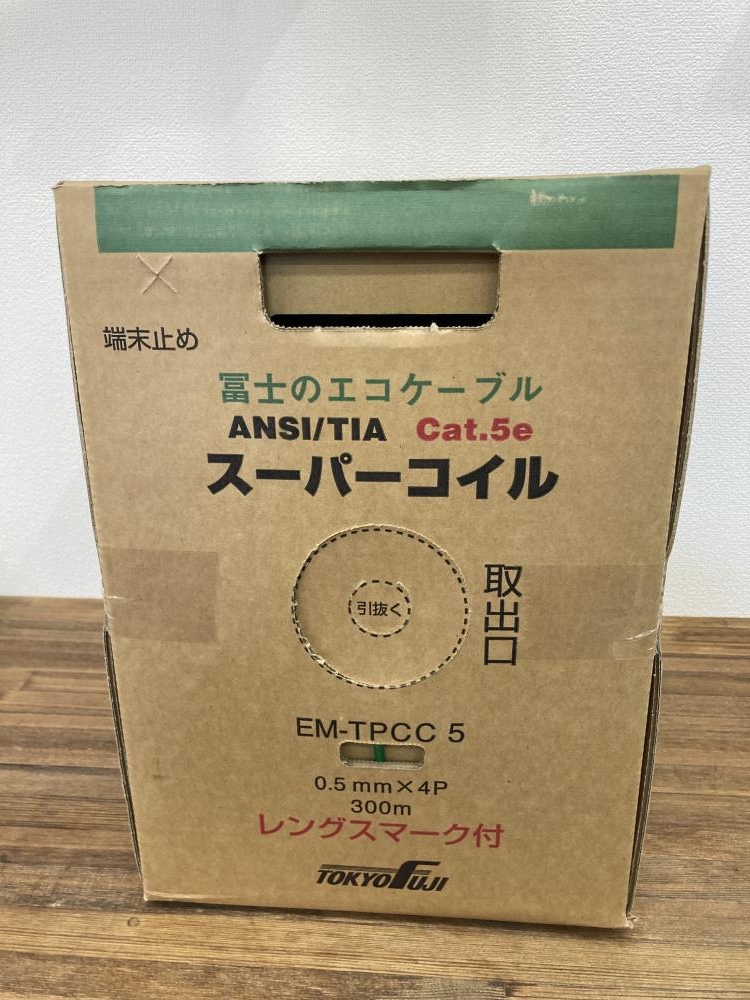 端末止め
冨士のエコケーブル
ANSI/TIA Cat.5e
スーパーコイル
引抜く
取出口
EM-TPCC 5
0.5 mm×4P
300m
レングスマーク付
TOKYO FUJI